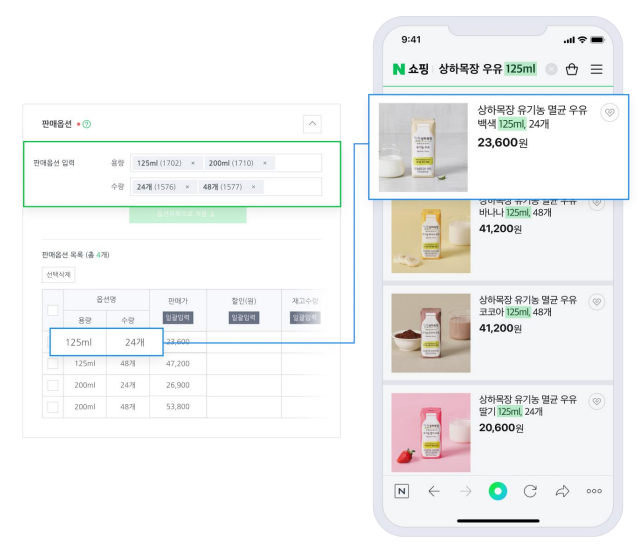 판매옵션
판매옵션 입력
용량
125ml (1702) ×
200ml (1710) ×
수량
24개 (1576) ×
48개 (1577) ×
옵션목록으로 적용
판매옵션 목록 (총 4개)
선택삭제
옵션명
판매가
할인(원)
재고수량
용량
수량
일괄입력
일괄입력
일괄입력
125ml
24개
23,600
125ml
48개
47,200
200ml
24개
26,900
200ml
48개
53,800
9:41
N 쇼핑
상하목장 우유 125ml
상하목장 유기농 멸균 우유
백색 125ml, 24개
23,600원
상하목장 유기농 멸균 우유
바나나 125ml, 48개
41,200원
상하목장 유기농 멸균 우유
코코아 125ml, 48개
41,200원
상하목장 유기농 멸균 우유
딸기 125ml, 24개
20,600원
N